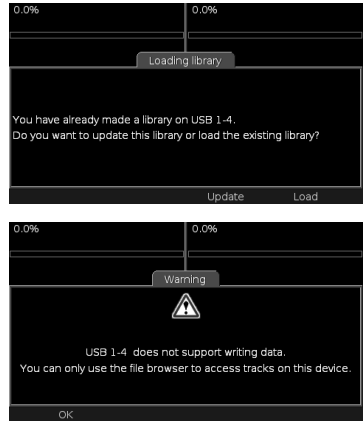 0.0% 0.0%
Loading library
You have already made a library on USB 1-4.
Do you want to update this library or load the existing library?
Update Load
0.0% 0.0%
Warning
USB 1-4 does not support writing data.
You can only use the file browser to access tracks on this device.
OK